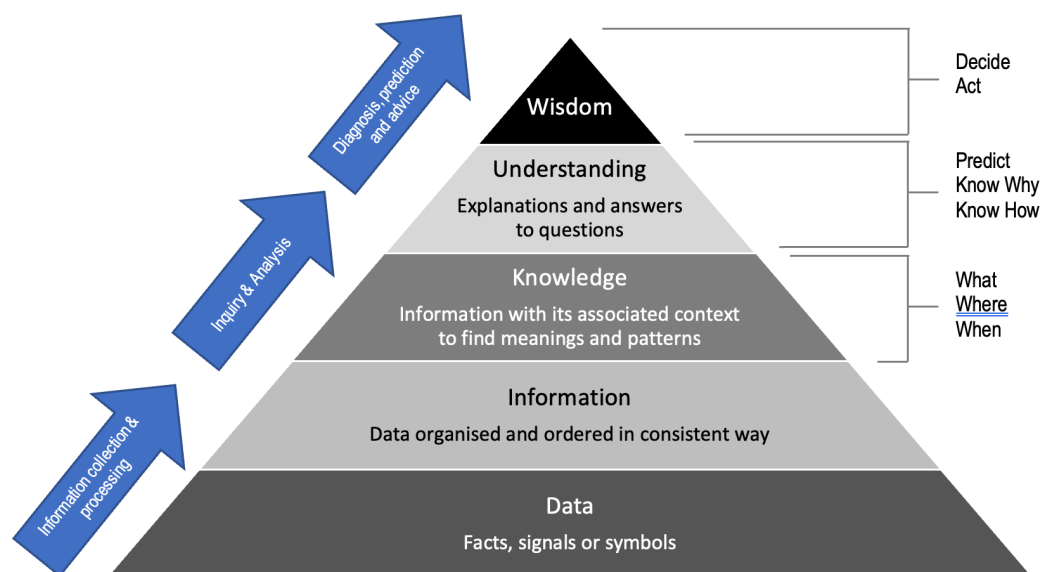 Wisdom
Understanding
Explanations and answers
to questions
Knowledge
Information with its associated context
to find meanings and patterns
Information
Data organised and ordered in consistent way
Data
Facts, signals or symbols
Diagnosis, prediction
and advice
Inquiry & Analysis
Information collection &
processing
Decide
Act
Predict
Know Why
Know How
What
Where
When